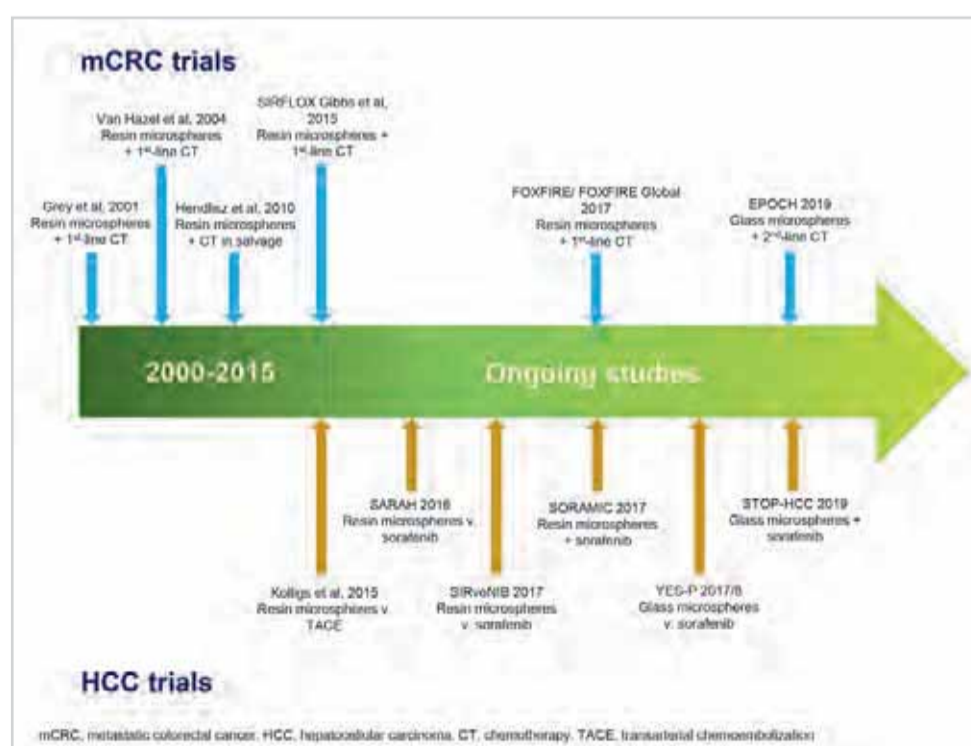 mCRC trials
Van Hazel et al, 2004
Resin microspheres
+ 1st-line CT
SIRFLOX Gibbs et al,
2015
Resin microspheres +
1st-line CT
Grey et al, 2001
Resin microspheres
+ 1st-line CT
Hendlisz et al, 2010
Resin microspheres
+ CT in salvage
FOXFIRE/ FOXFIRE Global
2017
Resin microspheres
+ 1st-line CT
EPOCH 2019
Glass microspheres
+ 2nd-line CT
2000-2015
Ongoing studies
SARAH 2016
Resin microspheres v.
sorafenib
SORAMIC 2017
Resin microspheres
+ sorafenib
STOP-HCC 2019
Glass microspheres +
sorafenib
Kolligs et al, 2015
Resin microspheres v.
TACE
SIRveNIB 2017
Resin microspheres
v. sorafenib
YES-P 2017/8
Glass microspheres
v. sorafenib
HCC trials
mCRC, metastatic colorectal cancer. HCC, hepatocellular carcinoma. CT, chemotherapy. TACE, transarterial chemoembolization